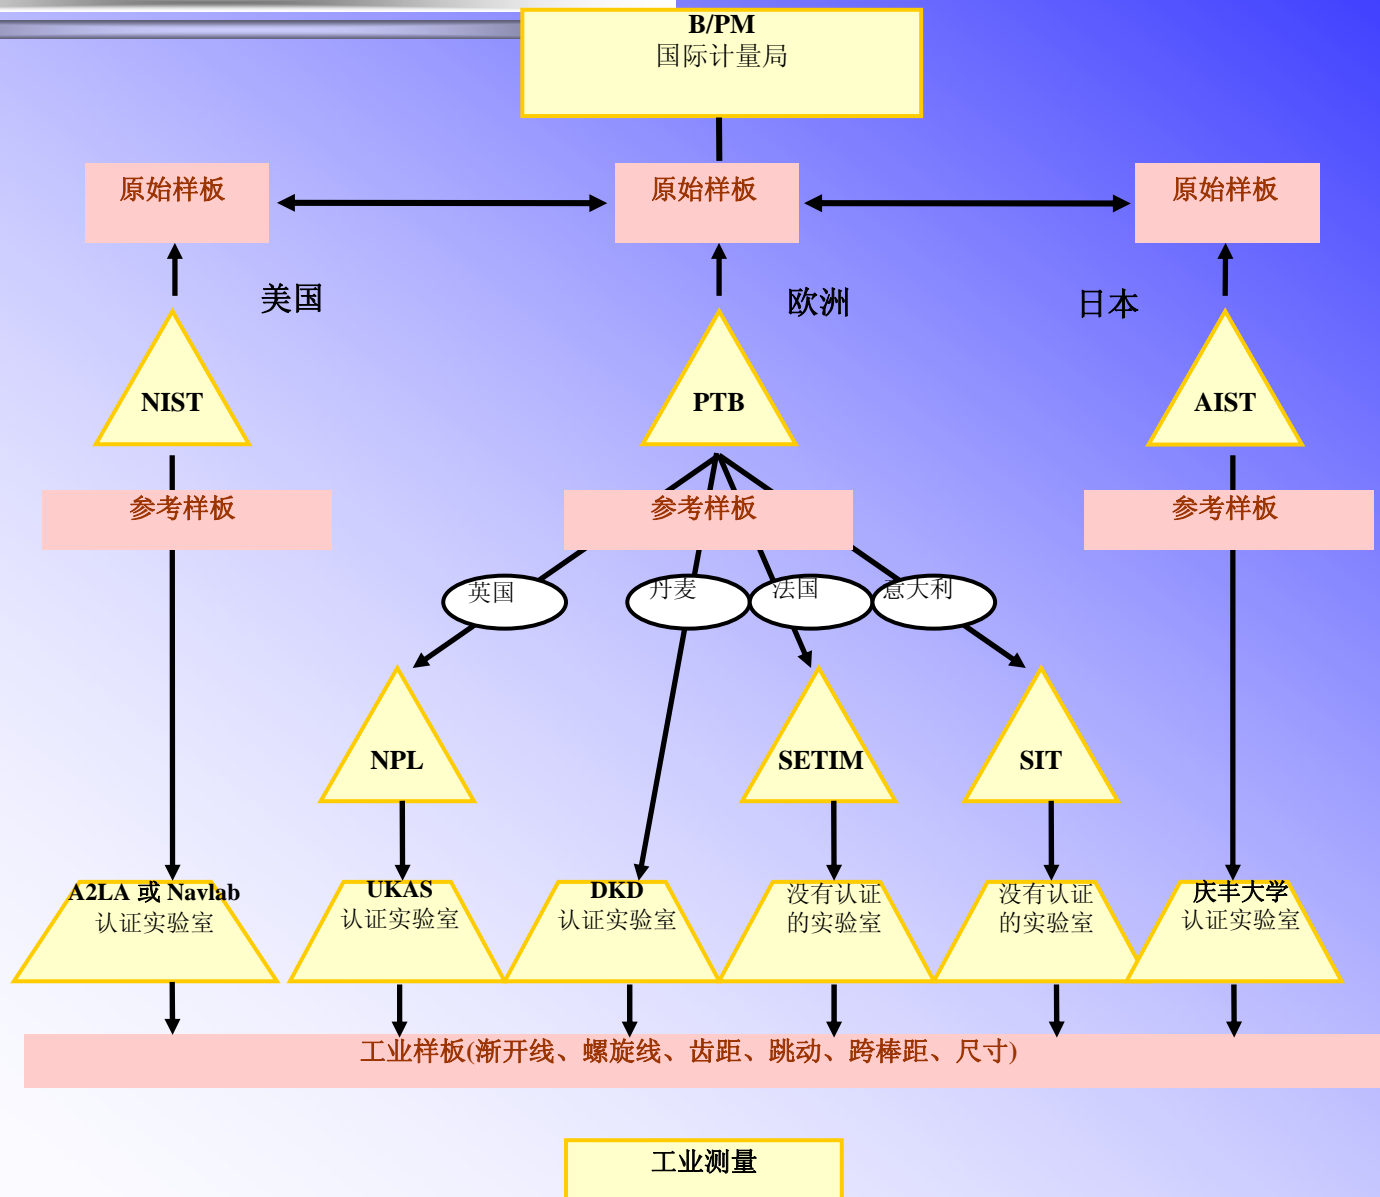 B/PM
国际计量局
原始样板
原始样板
原始样板
美国
欧洲
日本
NIST
PTB
AIST
参考样板
参考样板
参考样板
英国
丹麦
法国
意大利
NPL
SETIM
SIT
A2LA 或 Navlab
认证实验室
UKAS
认证实验室
DKD
认证实验室
没有认证
的实验室
没有认证
的实验室
庆丰大学
认证实验室
工业样板(渐开线、螺旋线、齿距、跳动、跨棒距、尺寸)
工业测量